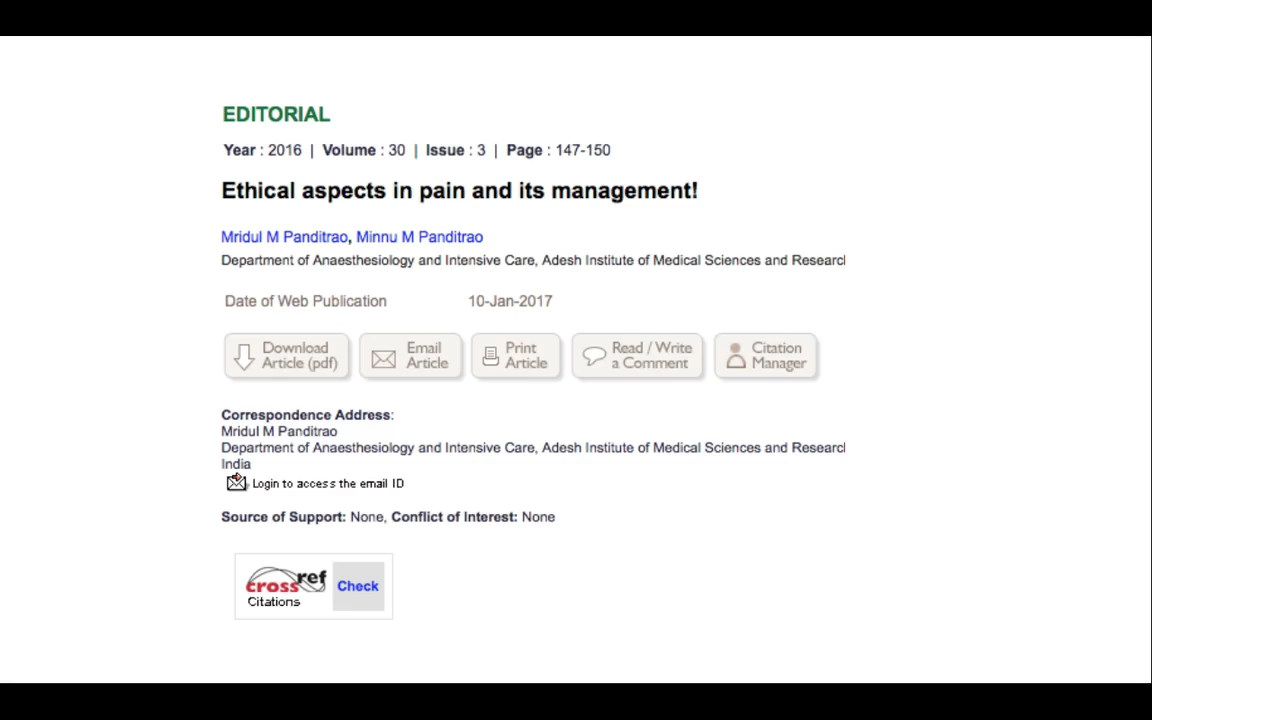 EDITORIAL
Year : 2016 | Volume : 30 | Issue : 3 | Page : 147-150
Ethical aspects in pain and its management!
Mridul M Panditrao, Minnu M Panditrao
Department of Anaesthesiology and Intensive Care, Adesh Institute of Medical Sciences and Research
Date of Web Publication 10-Jan-2017
Download Article (pdf)
Email Article
Print Article
Read / Write a Comment
Citation Manager
Correspondence Address:
Mridul M Panditrao
Department of Anaesthesiology and Intensive Care, Adesh Institute of Medical Sciences and Research
India
Login to access the email ID
Source of Support: None, Conflict of Interest: None
crossref
Citations
Check